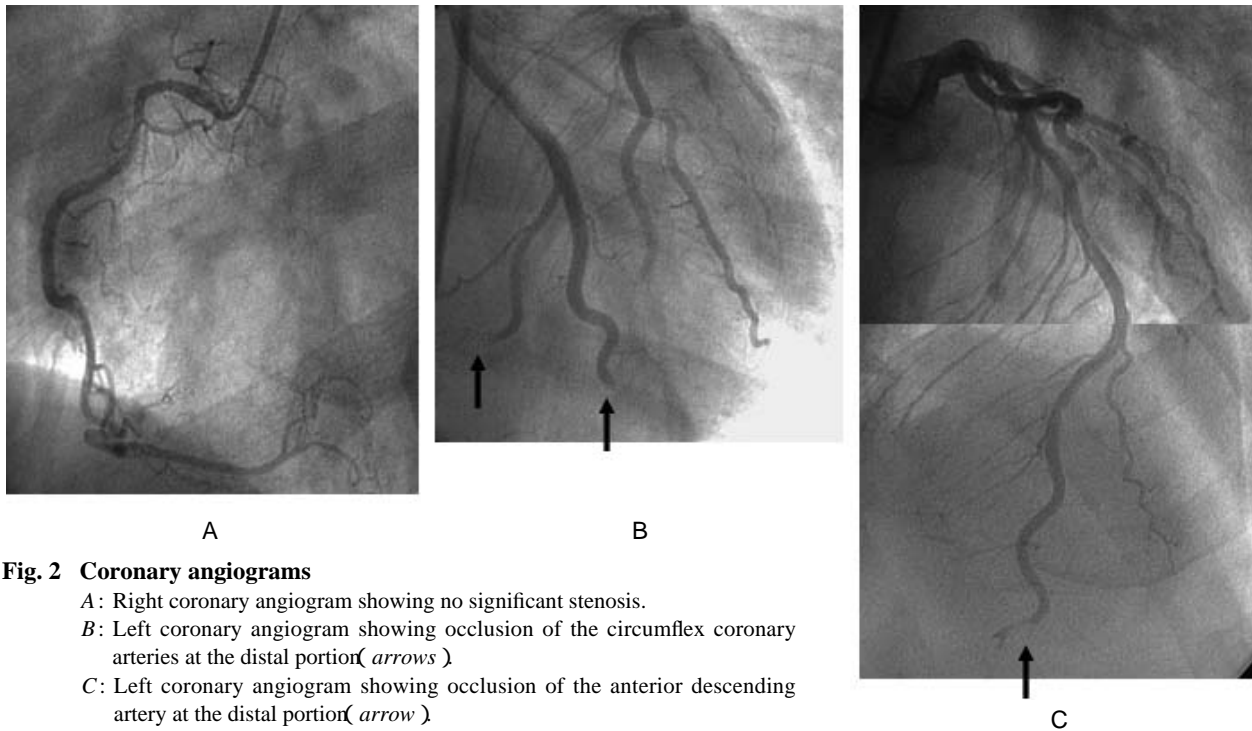 A
B
C
Fig. 2 Coronary angiograms
A: Right coronary angiogram showing no significant stenosis.
B: Left coronary angiogram showing occlusion of the circumflex coronary
arteries at the distal portion( arrows ).
C: Left coronary angiogram showing occlusion of the anterior descending
artery at the distal portion( arrow ).